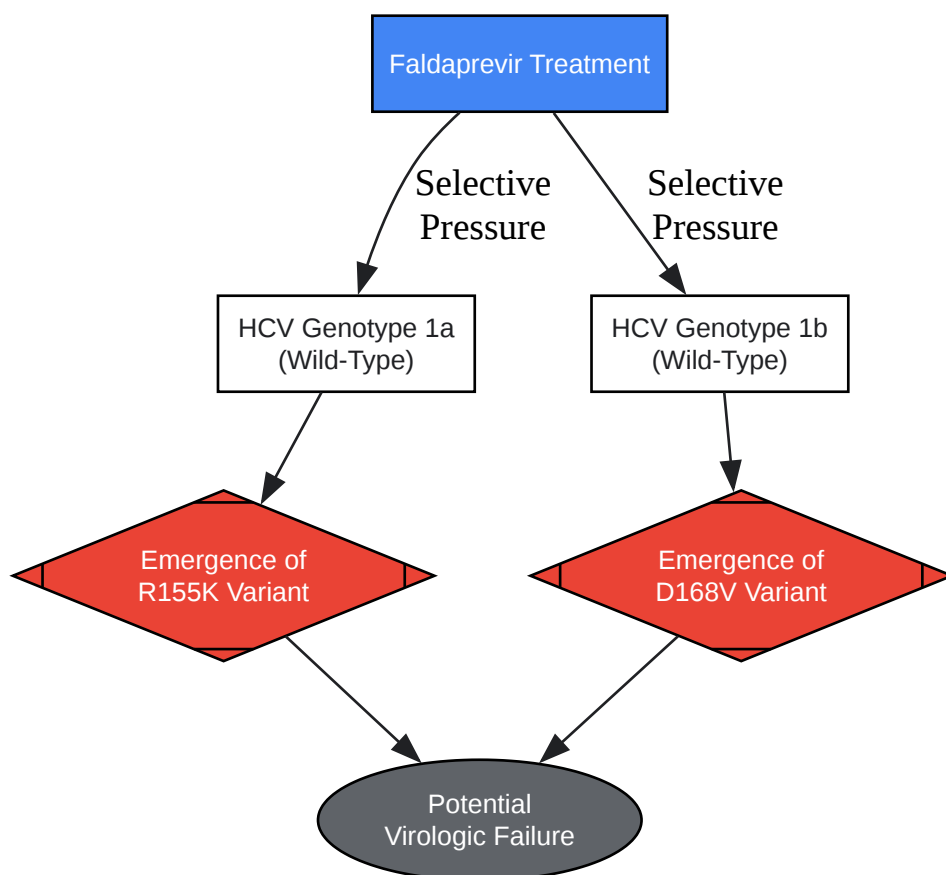 Faldaprevir Treatment
Selective
Pressure
Selective
Pressure
HCV Genotype 1a
(Wild-Type)
HCV Genotype 1b
(Wild-Type)
Emergence of
R155K Variant
Emergence of
D168V Variant
Potential
Virologic Failure